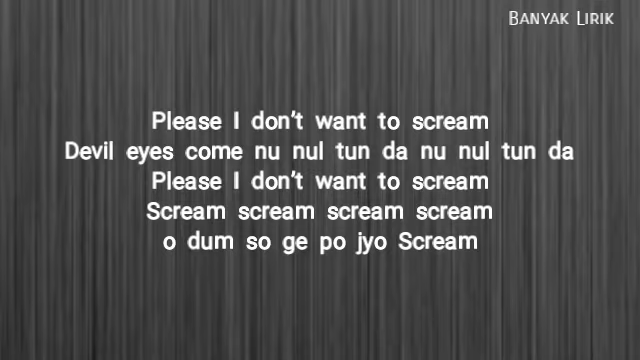 Banyak Lirik
Please I don't want to scream
Devil eyes come nu nul tun da nu nul tun da
Please I don't want to scream
Scream scream scream scream
o dum so ge po jyo Scream